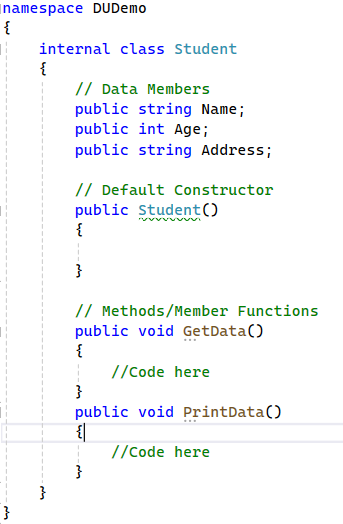 namespace DUDemo
{
    internal class Student
    {
        // Data Members
        public string Name;
        public int Age;
        public string Address;

        // Default Constructor
        public Student()
        {

        }

        // Methods/Member Functions
        public void GetData()
        {
            //Code here
        }
        public void PrintData()
        {
            //Code here
        }
    }
}